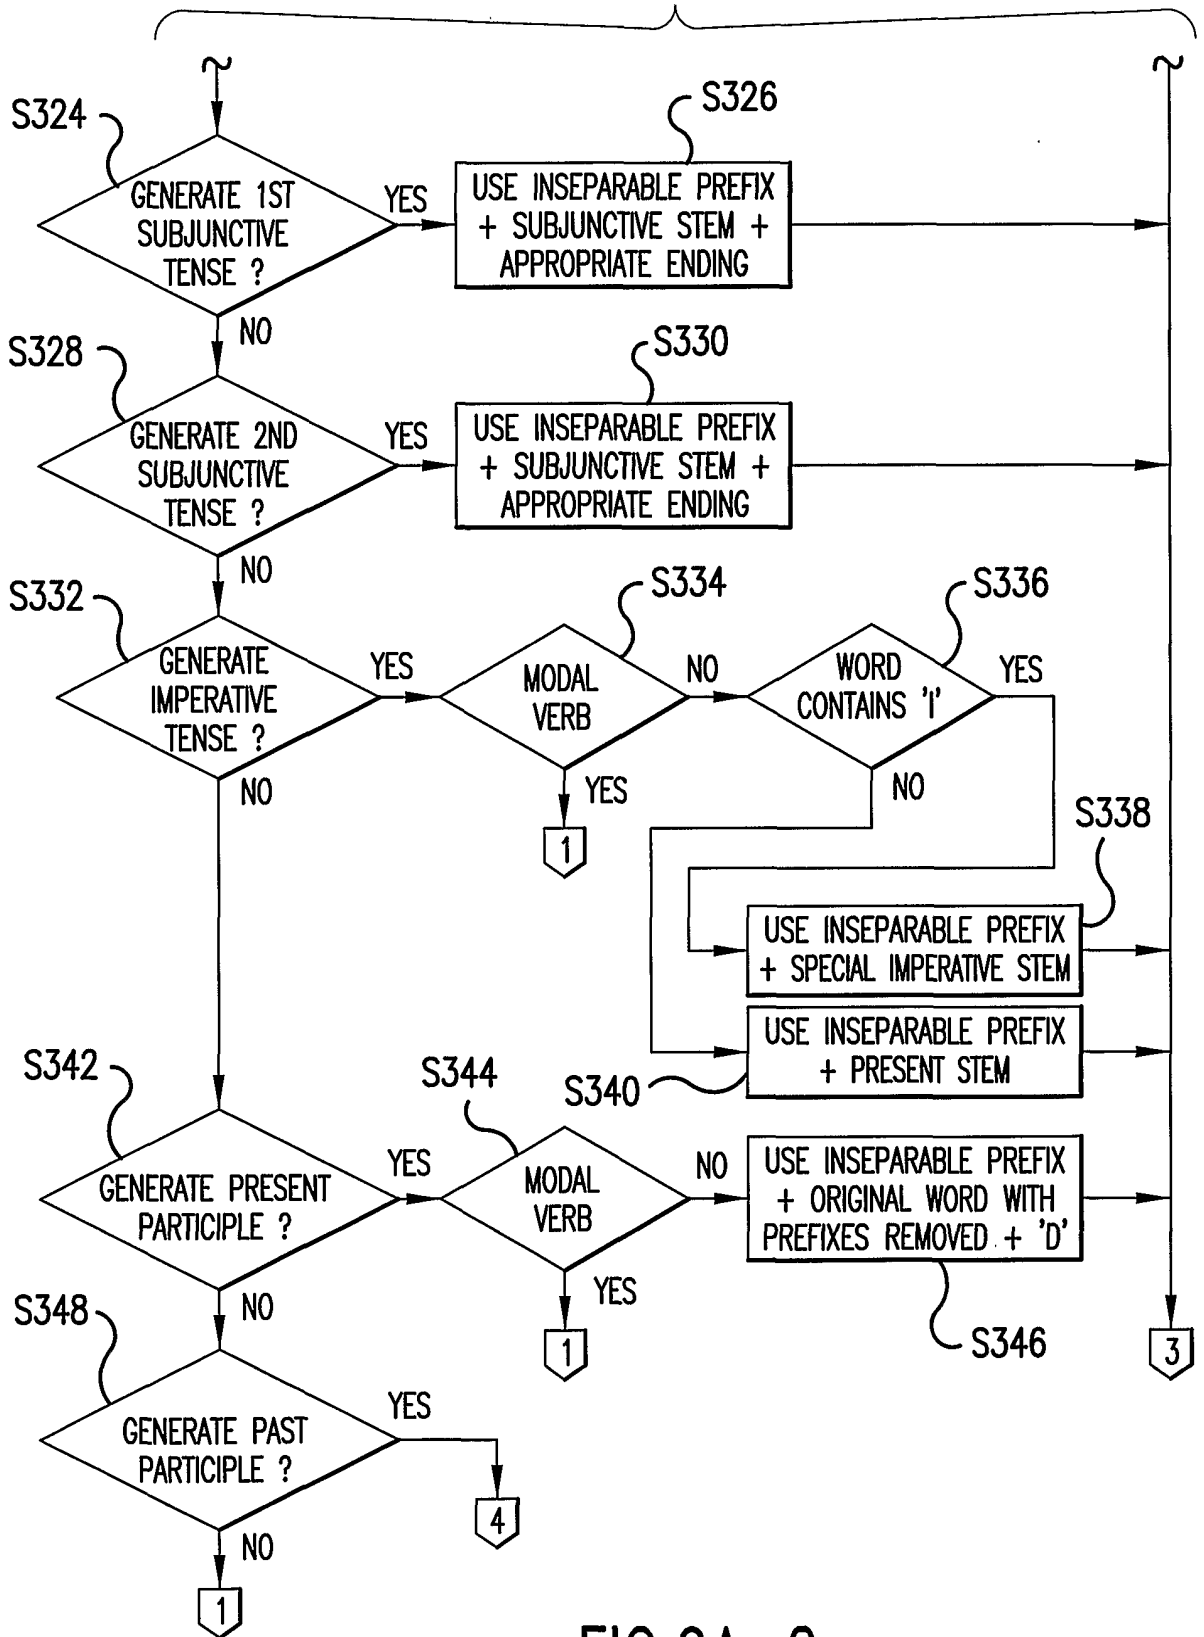 S324
GENERATE 1ST
SUBJUNCTIVE
TENSE ?
YES
NO
S326
USE INSEPARABLE PREFIX
+ SUBJUNCTIVE STEM +
APPROPRIATE ENDING
S328
GENERATE 2ND
SUBJUNCTIVE
TENSE ?
YES
NO
S330
USE INSEPARABLE PREFIX
+ SUBJUNCTIVE STEM +
APPROPRIATE ENDING
S332
GENERATE
IMPERATIVE
TENSE ?
YES
NO
S334
MODAL
VERB
NO
YES
1
S336
WORD
CONTAINS 'I'
YES
NO
S338
USE INSEPARABLE PREFIX
+ SPECIAL IMPERATIVE STEM
S340
USE INSEPARABLE PREFIX
+ PRESENT STEM
S342
GENERATE PRESENT
PARTICIPLE ?
YES
NO
S344
MODAL
VERB
NO
YES
1
USE INSEPARABLE PREFIX
+ ORIGINAL WORD WITH
PREFIXES REMOVED + 'D'
S346
3
S348
GENERATE PAST
PARTICIPLE ?
YES
4
NO
1